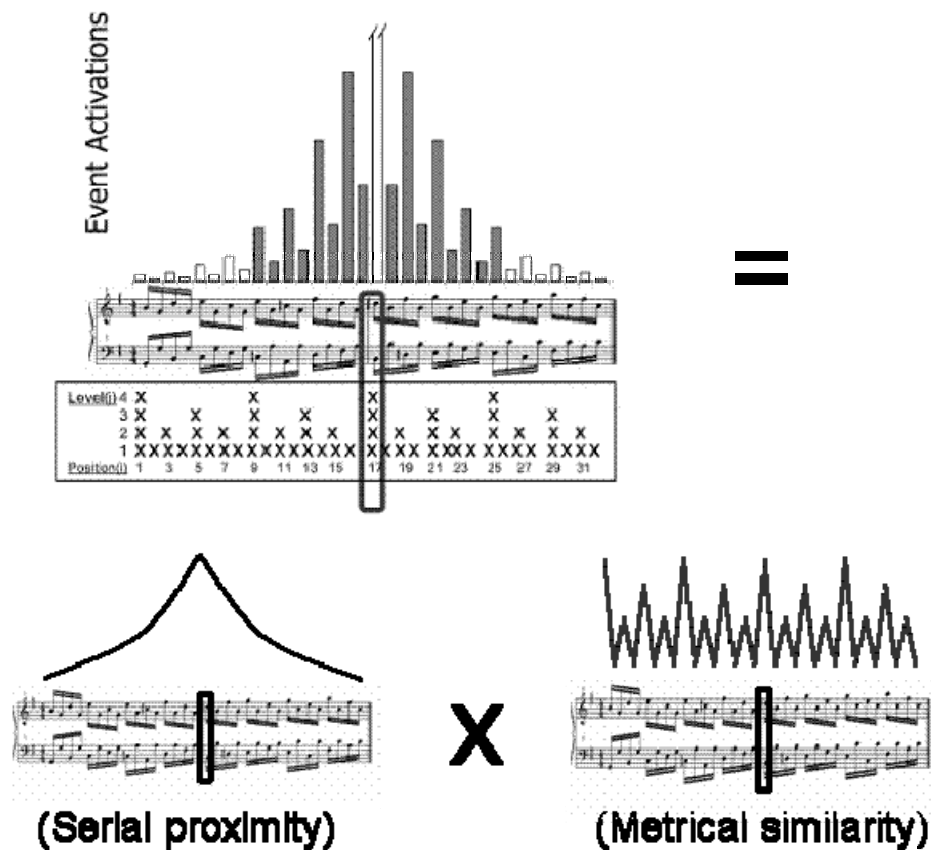 Event Activations
=
Level(i) 4 X X X X
3 X X X X X X X X
2 X X X X X X X X X X X X X X X X
1 X X X X X X X X X X X X X X X X X X X X X X X X X X X X X X X X
Position(i) 1 3 5 7 9 11 13 15 17 19 21 23 25 27 29 31
X
(Serial proximity)
(Metrical similarity)